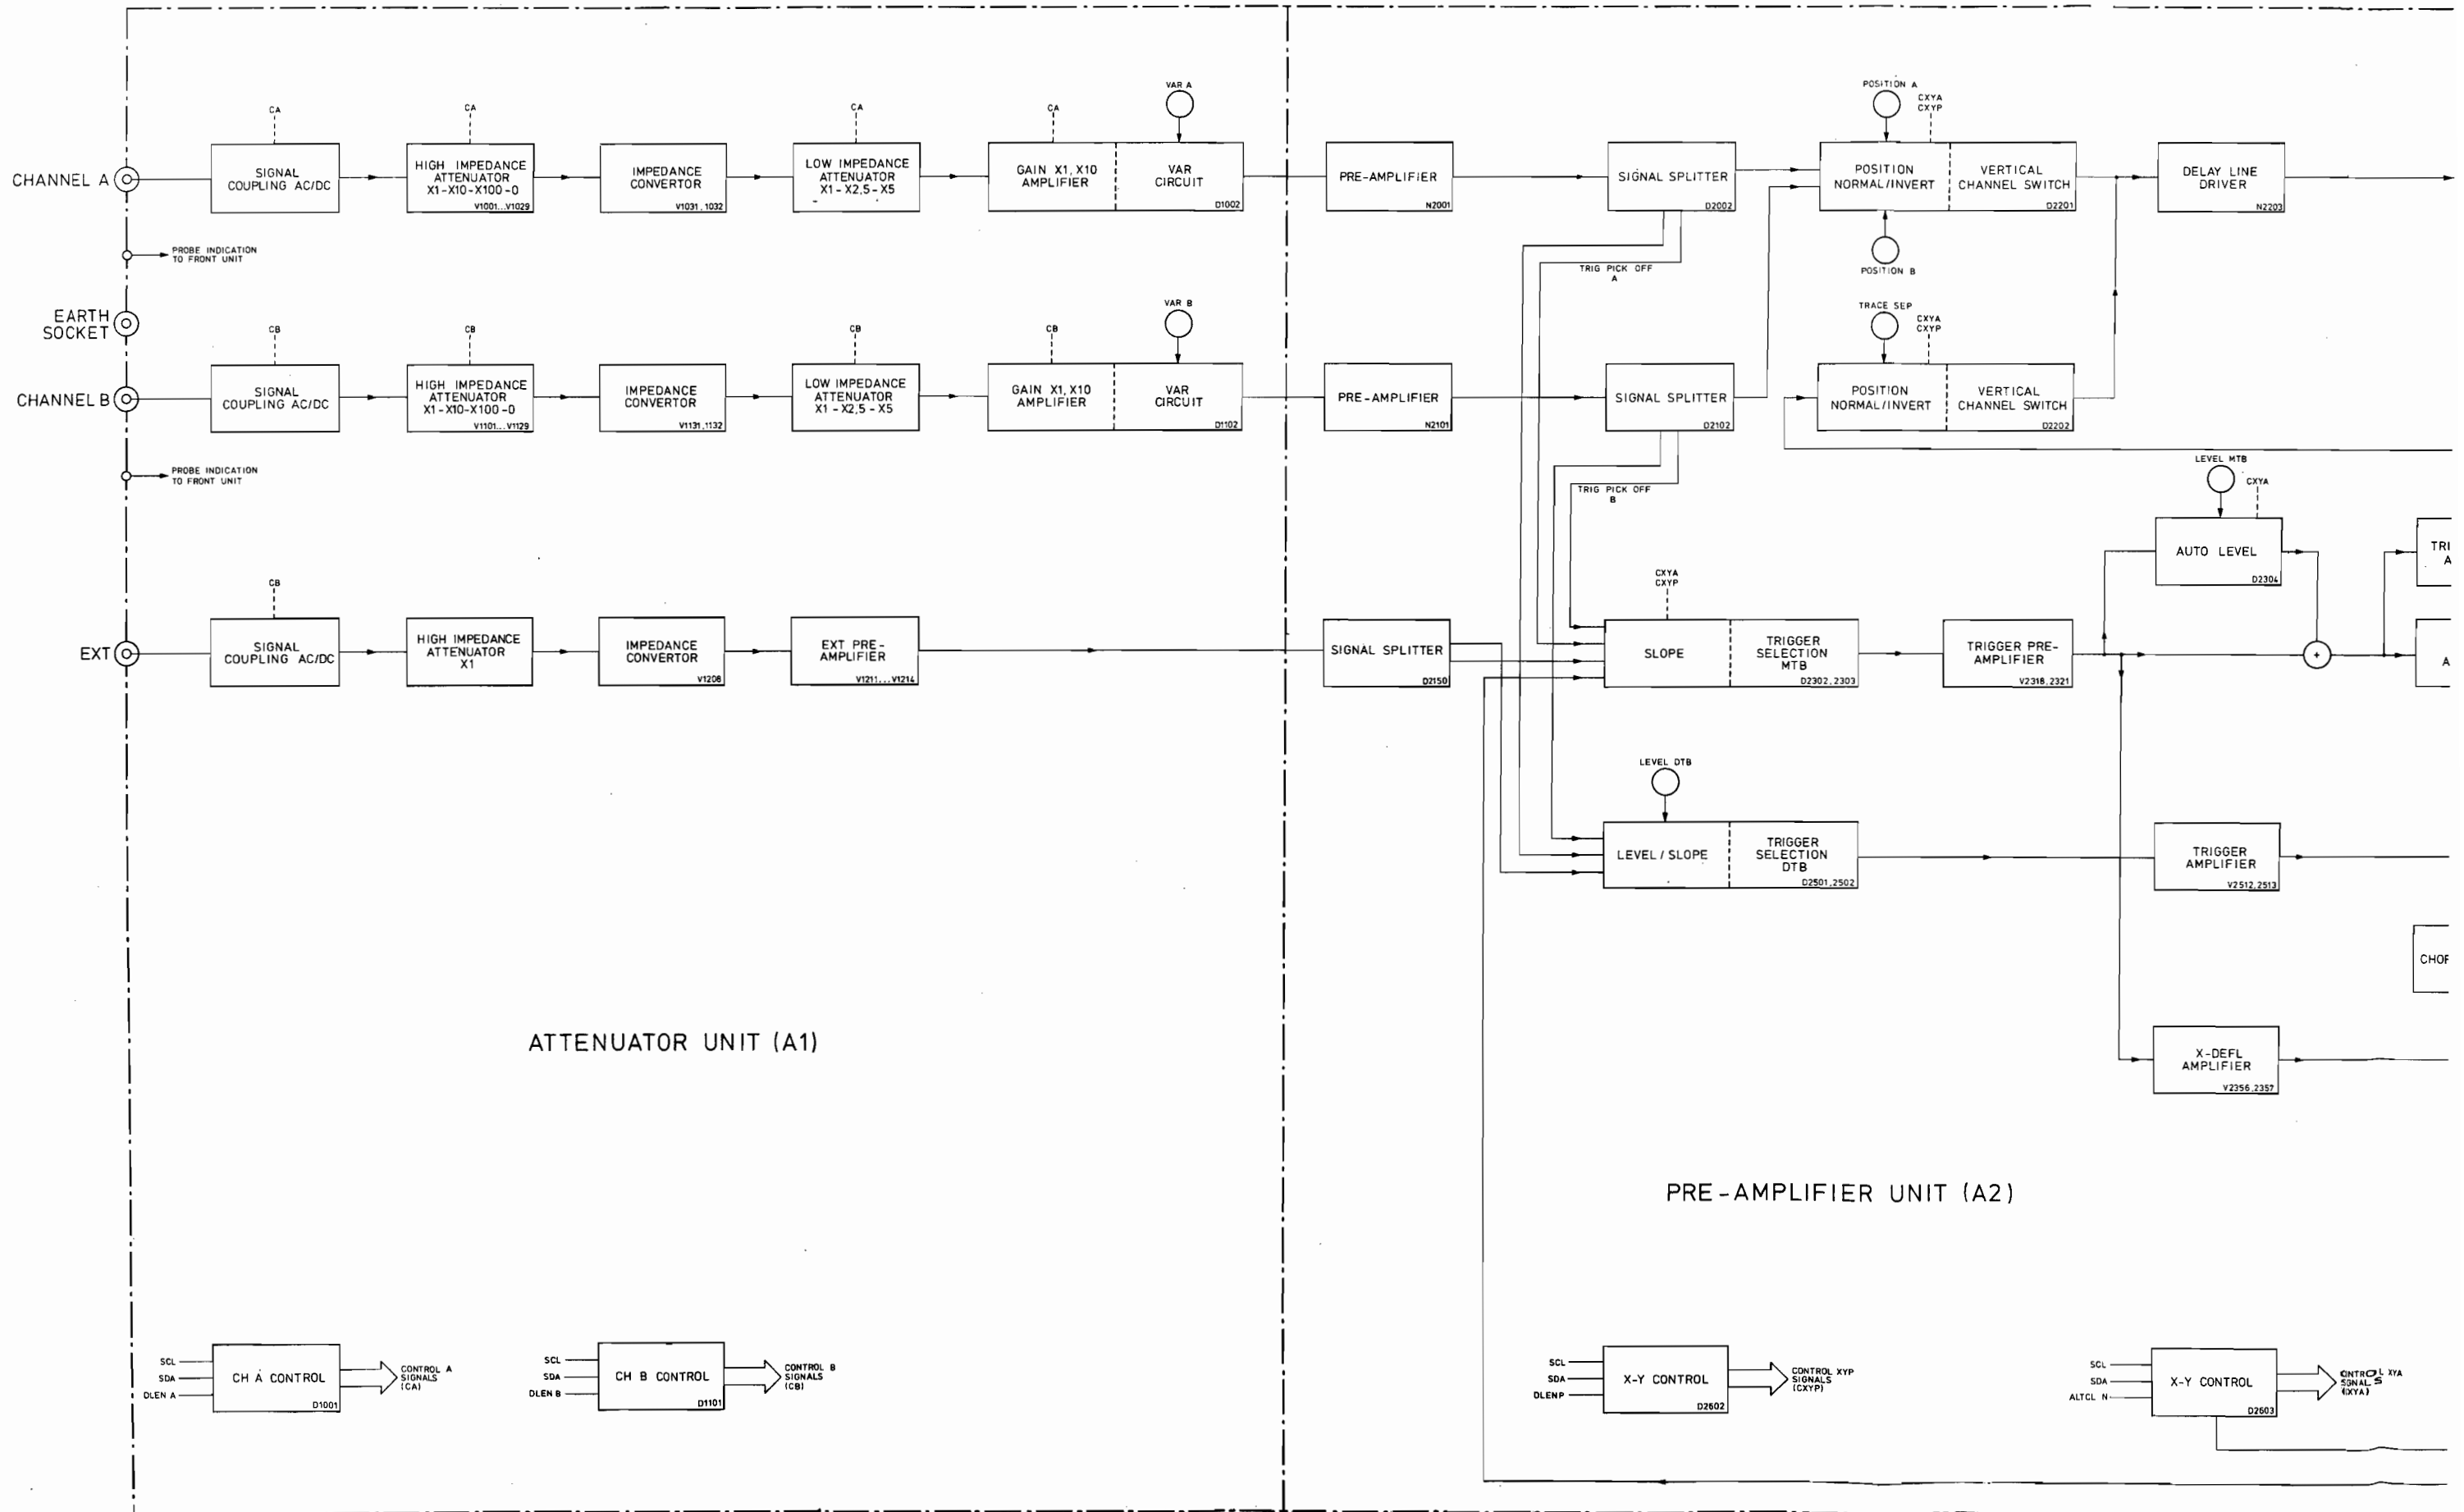 CHANNEL A
CA
SIGNAL
COUPLING AC/DC
CA
HIGH IMPEDANCE
ATTENUATOR
X1-X10-X100-0
V1001...V1029
IMPEDANCE
CONVERTOR
V1031, 1032
CA
LOW IMPEDANCE
ATTENUATOR
X1-X2,5-X5
CA
GAIN X1, X10
AMPLIFIER
VAR A
VAR
CIRCUIT
D1002
PRE-AMPLIFIER
N2001
SIGNAL SPLITTER
D2002
POSITION A
CXYA
CXYP
POSITION
NORMAL/INVERT
VERTICAL
CHANNEL SWITCH
D2201
POSITION B
DELAY LINE
DRIVER
N2203
PROBE INDICATION
TO FRONT UNIT
TRIG PICK OFF
A
EARTH
SOCKET
CHANNEL B
CB
SIGNAL
COUPLING AC/DC
CB
HIGH IMPEDANCE
ATTENUATOR
X1-X10-X100-0
V1101...V1129
IMPEDANCE
CONVERTOR
V1131,1132
CB
LOW IMPEDANCE
ATTENUATOR
X1-X2,5-X5
CB
GAIN X1, X10
AMPLIFIER
VAR B
VAR
CIRCUIT
D1102
PRE-AMPLIFIER
N2101
SIGNAL SPLITTER
D2102
TRACE SEP
CXYA
CXYP
POSITION
NORMAL/INVERT
VERTICAL
CHANNEL SWITCH
D2202
PROBE INDICATION
TO FRONT UNIT
TRIG PICK OFF
B
LEVEL MTB
CXYA
AUTO LEVEL
D2304
TRI
A
EXT
CB
SIGNAL
COUPLING AC/DC
HIGH IMPEDANCE
ATTENUATOR
X1
IMPEDANCE
CONVERTOR
V1208
EXT PRE-
AMPLIFIER
V1211...V1214
SIGNAL SPLITTER
D2150
CXYA
CXYP
SLOPE
TRIGGER
SELECTION
MTB
D2302, 2303
TRIGGER PRE-
AMPLIFIER
V2318, 2321
+
A
LEVEL DTB
LEVEL / SLOPE
TRIGGER
SELECTION
DTB
D2501, 2502
TRIGGER
AMPLIFIER
V2512, 2513
CHOP
X-DEFL
AMPLIFIER
V2356, 2357
ATTENUATOR UNIT (A1)
PRE-AMPLIFIER UNIT (A2)
SCL
SDA
DLEN A
CH A CONTROL
D1001
CONTROL A
SIGNALS
(CA)
SCL
SDA
DLEN B
CH B CONTROL
D1101
CONTROL B
SIGNALS
(CB)
SCL
SDA
DLENP
X-Y CONTROL
D2602
CONTROL XYP
SIGNALS
(CXYP)
SCL
SDA
ALTCL N
X-Y CONTROL
D2603
ONTROL XYA
SGNALS
(XYA)